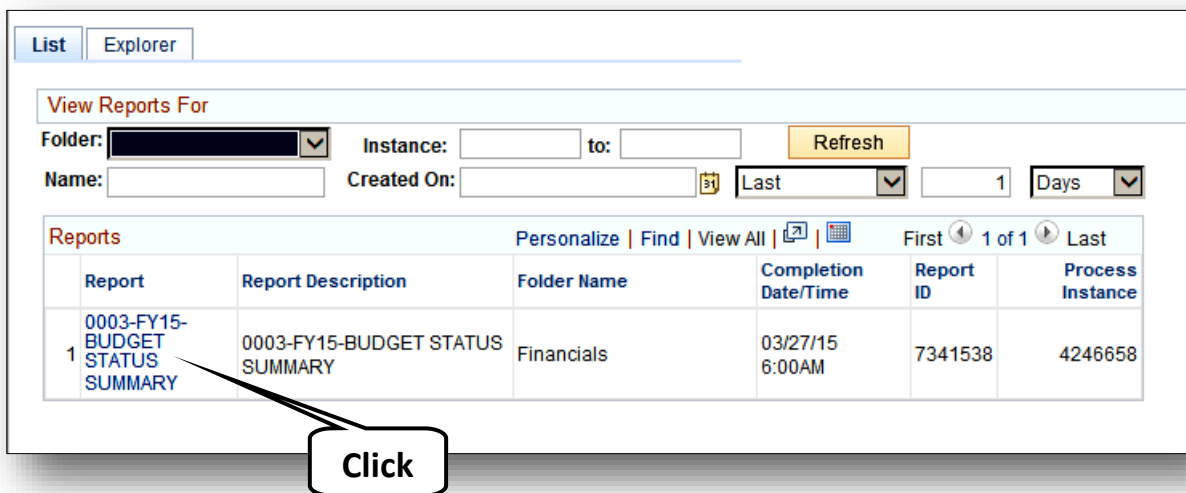 List Explorer
View Reports For
Folder: Instance: to: Refresh
Name: Created On: 31 Last 1 Days
Reports Personalize | Find | View All | | First 1 of 1 Last
Report Report Description Folder Name Completion Date/Time Report ID Process Instance
1 0003-FY15-BUDGET STATUS SUMMARY 0003-FY15-BUDGET STATUS SUMMARY Financials 03/27/15 6:00AM 7341538 4246658
Click